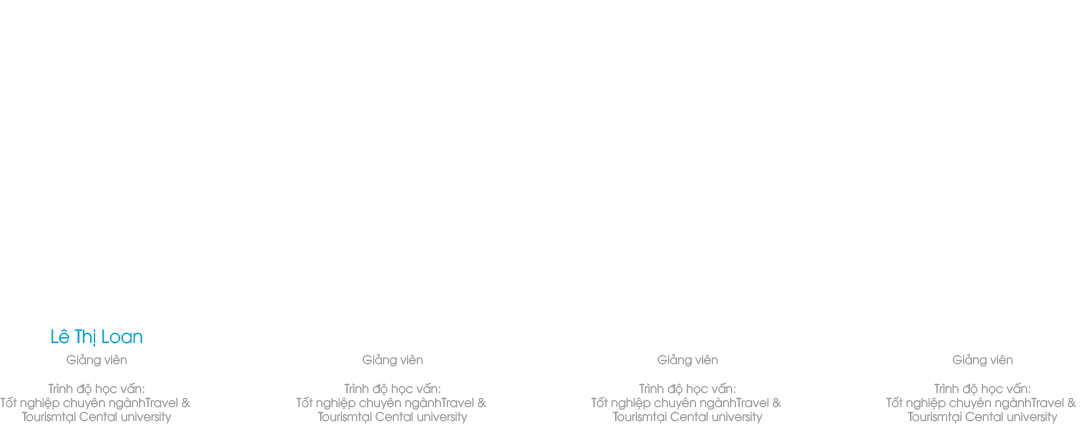 Lê Thị Loan
Giảng viên
Trình độ học vấn:
Tốt nghiệp chuyên ngànhTravel &
Tourismtại Cental university
Giảng viên
Trình độ học vấn:
Tốt nghiệp chuyên ngànhTravel &
Tourismtại Cental university
Giảng viên
Trình độ học vấn:
Tốt nghiệp chuyên ngànhTravel &
Tourismtại Cental university
Giảng viên
Trình độ học vấn:
Tốt nghiệp chuyên ngànhTravel &
Tourismtại Cental university